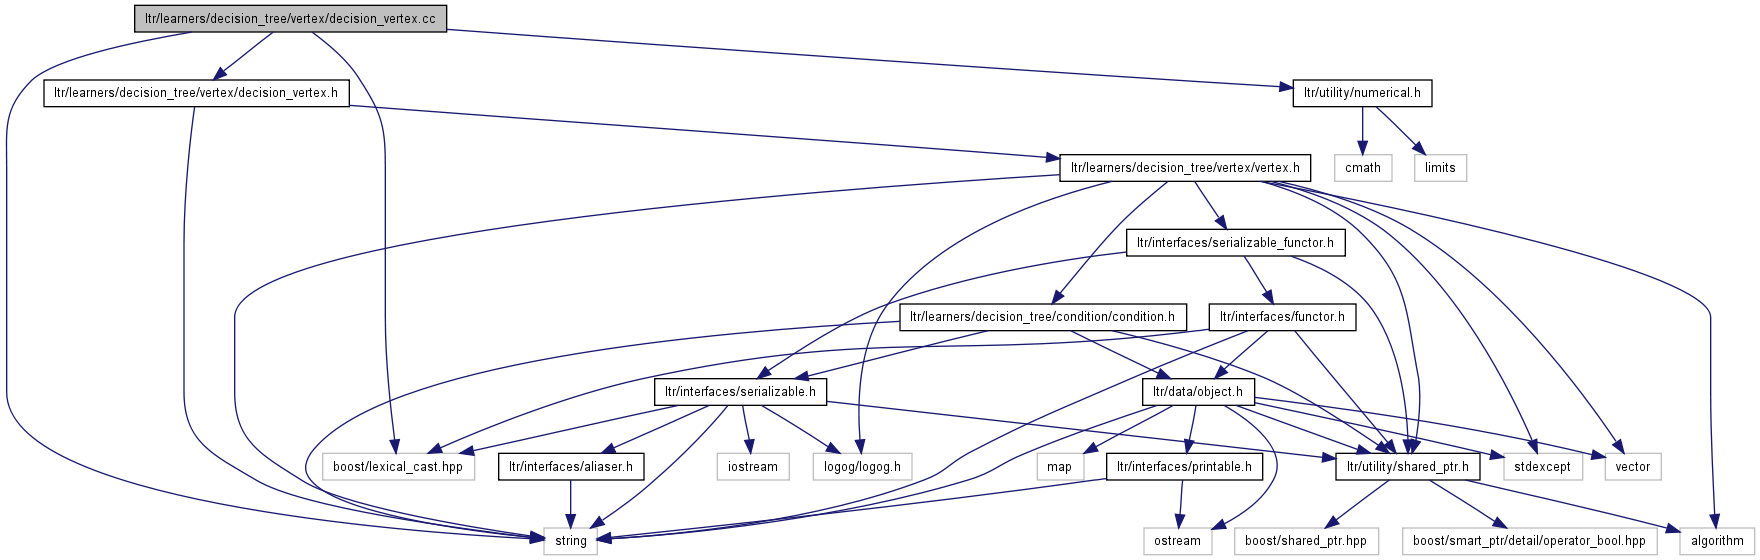 ltr/learners/decision_tree/vertex/decision_vertex.cc
ltr/learners/decision_tree/vertex/decision_vertex.h
ltr/utility/numerical.h
ltr/learners/decision_tree/vertex/vertex.h
cmath
limits
ltr/interfaces/serializable_functor.h
ltr/learners/decision_tree/condition/condition.h
ltr/interfaces/functor.h
ltr/interfaces/serializable.h
ltr/data/object.h
boost/lexical_cast.hpp
ltr/interfaces/aliaser.h
iostream
logog/logog.h
map
ltr/interfaces/printable.h
ltr/utility/shared_ptr.h
stdexcept
vector
string
ostream
boost/shared_ptr.hpp
boost/smart_ptr/detail/operator_bool.hpp
algorithm